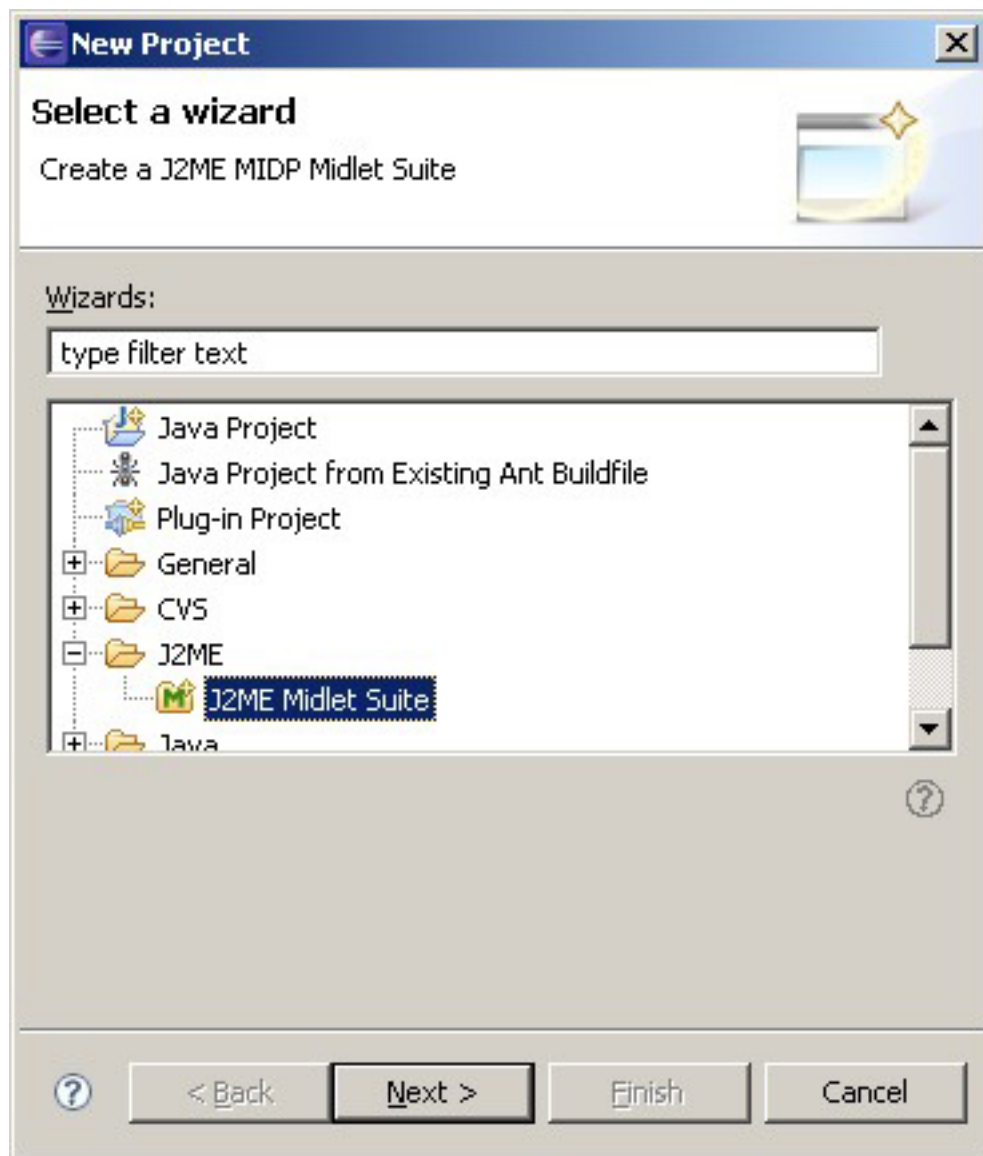 New Project
Select a wizard
Create a J2ME MIDP Midlet Suite
Wizards:
type filter text
Java Project
Java Project from Existing Ant Buildfile
Plug-in Project
General
CVS
J2ME
J2ME Midlet Suite
Java
< Back Next > Finish Cancel